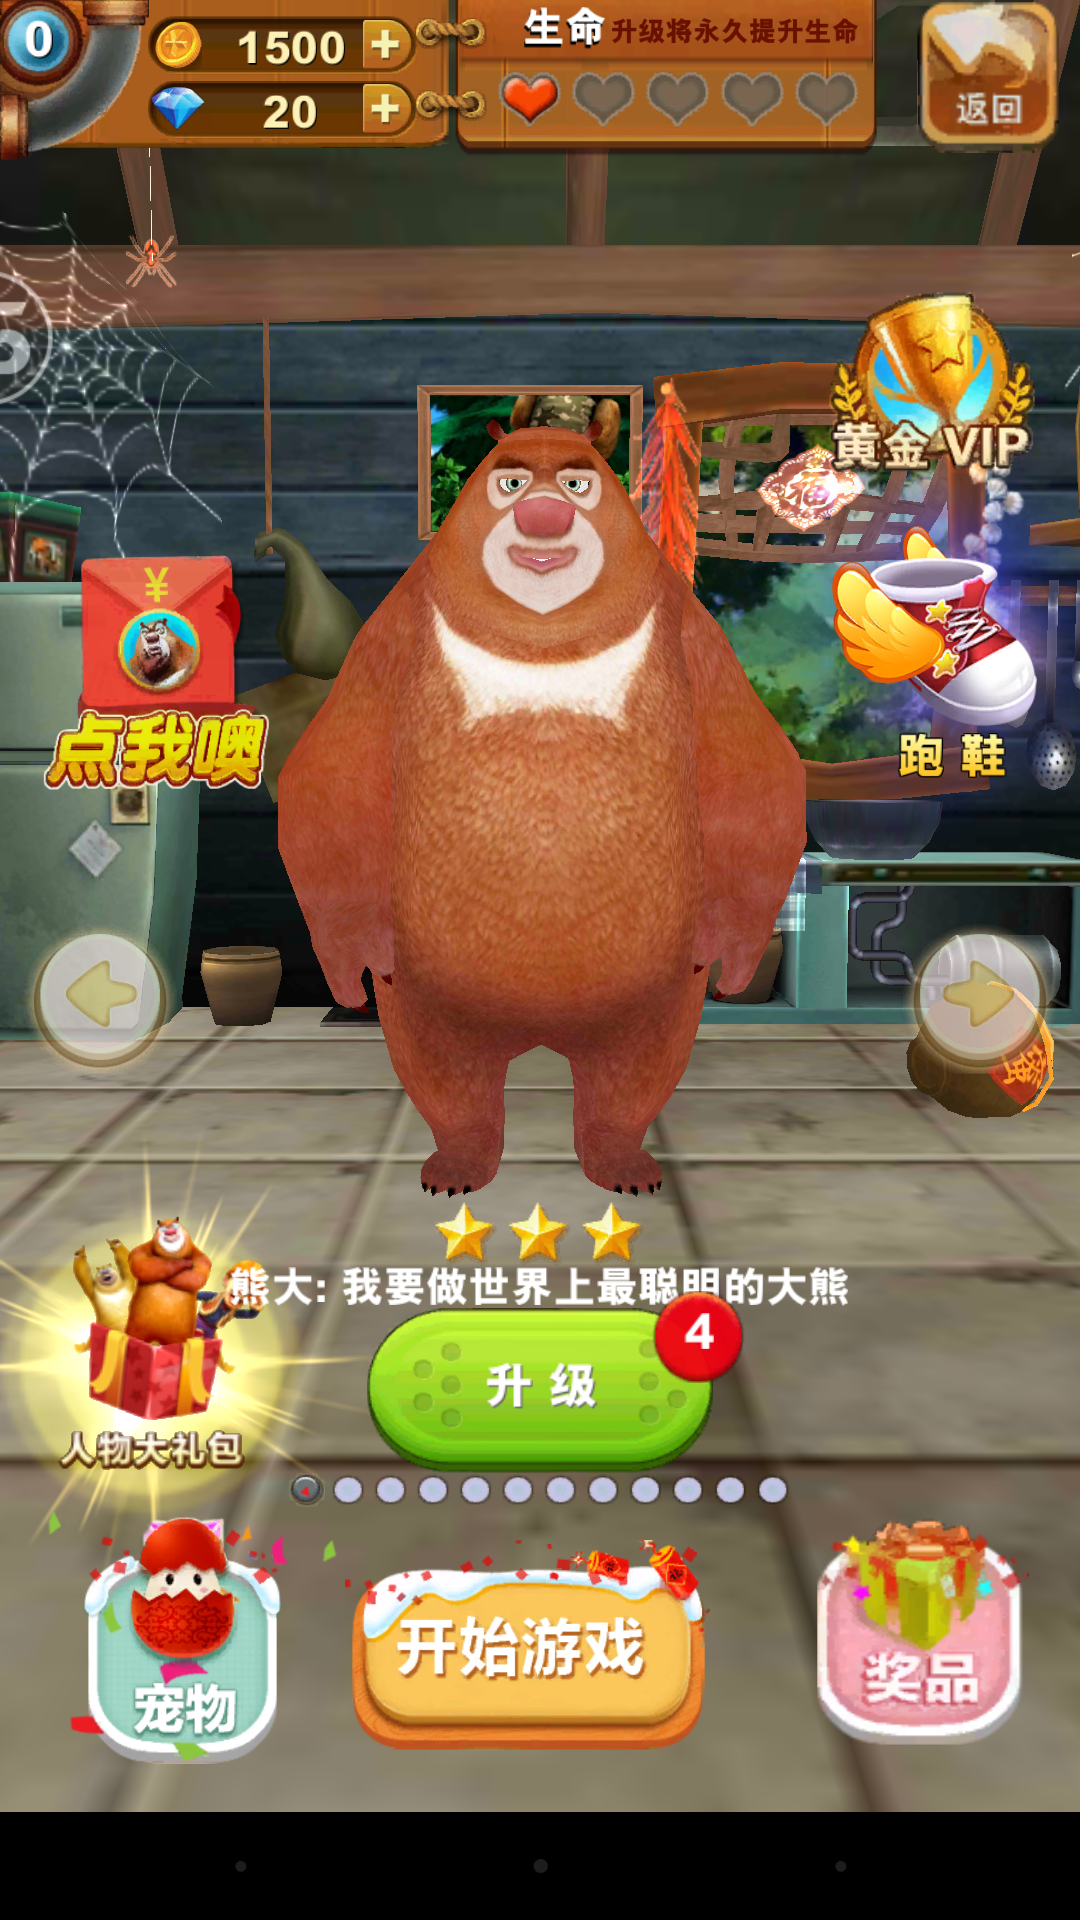 0
1500
20
生命 升级将永久提升生命
返回
黄金 VIP
福
¥
点我噢
跑鞋
蜜
熊大: 我要做世界上最聪明的大熊
升级
4
人物大礼包
宠物
开始游戏
奖品